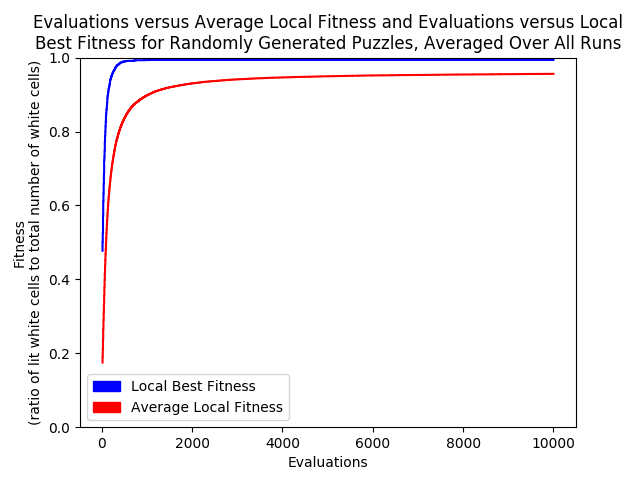 Evaluations versus Average Local Fitness and Evaluations versus Local
Best Fitness for Randomly Generated Puzzles, Averaged Over All Runs
Fitness
(ratio of lit white cells to total number of white cells)
1.0
0.8
0.6
0.4
0.2
0.0
Local Best Fitness
Average Local Fitness
0 2000 4000 6000 8000 10000
Evaluations